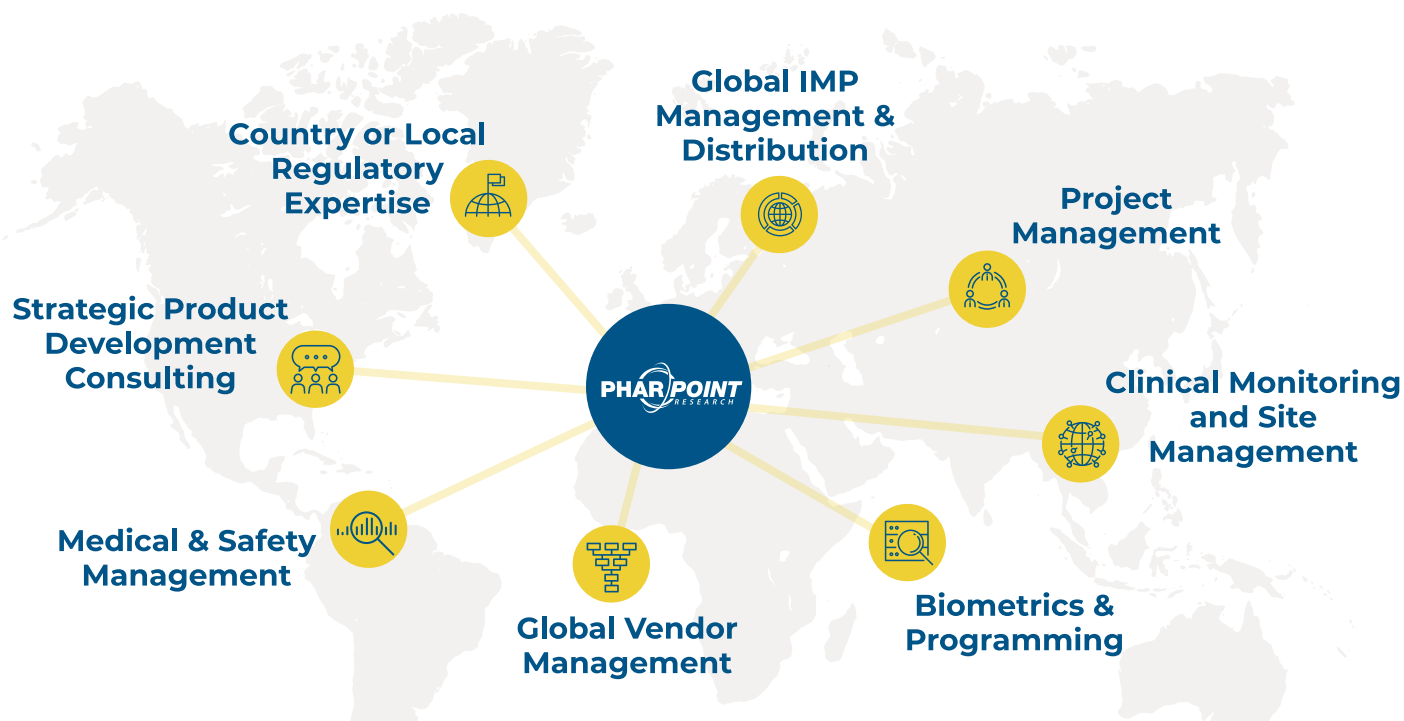 Global IMP
Management &
Distribution
Country or Local
Regulatory
Expertise
Project
Management
Strategic Product
Development
Consulting
PHARPOINT
RESEARCH
Clinical Monitoring
and Site
Management
Medical & Safety
Management
Global Vendor
Management
Biometrics &
Programming